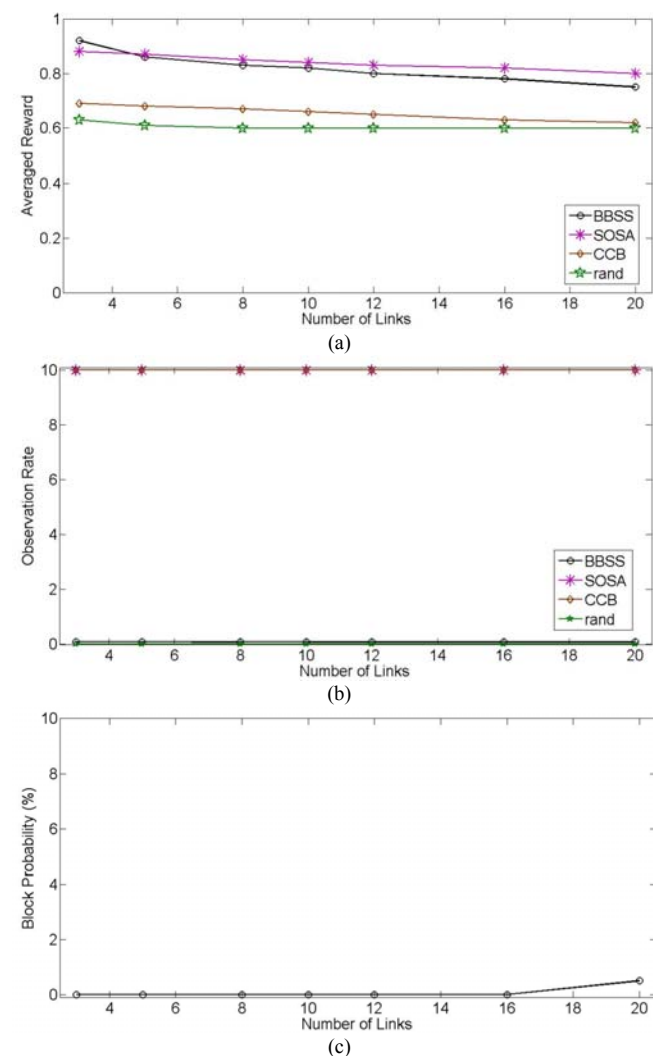 1
0.8
0.6
0.4
0.2
0
Averaged Reward
BBSS
SOSA
CCB
rand
4 6 8 10 12 14 16 18 20
Number of Links
(a)
10
8
6
4
2
0
Observation Rate
BBSS
SOSA
CCB
rand
4 6 8 10 12 14 16 18 20
Number of Links
(b)
10
8
6
4
2
0
Block Probability (%)
4 6 8 10 12 14 16 18 20
Number of Links
(c)